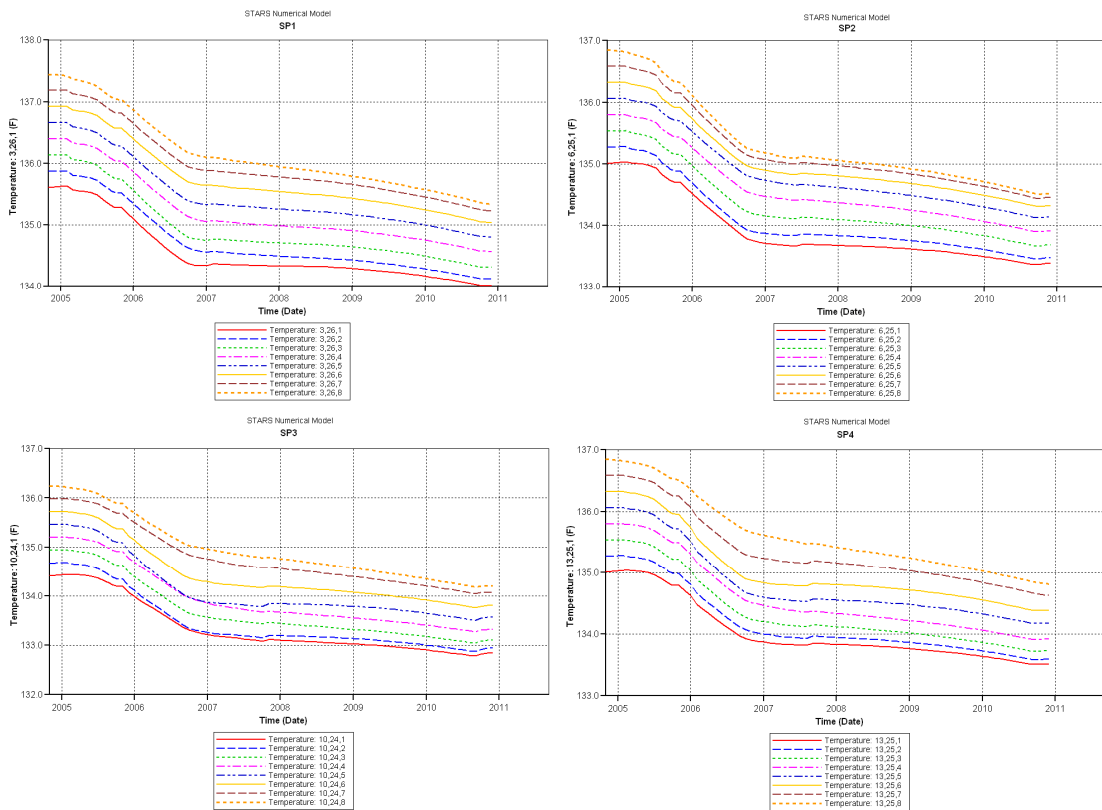 STARS Numerical Model
SP1
Temperature: 3,26,1 (F)
138.0
137.0
136.0
135.0
134.0
2005 2006 2007 2008 2009 2010 2011
Time (Date)
Temperature: 3,26,1
Temperature: 3,26,2
Temperature: 3,26,3
Temperature: 3,26,4
Temperature: 3,26,5
Temperature: 3,26,6
Temperature: 3,26,7
Temperature: 3,26,8
STARS Numerical Model
SP2
Temperature: 6,25,1 (F)
137.0
136.0
135.0
134.0
133.0
2005 2006 2007 2008 2009 2010 2011
Time (Date)
Temperature: 6,25,1
Temperature: 6,25,2
Temperature: 6,25,3
Temperature: 6,25,4
Temperature: 6,25,5
Temperature: 6,25,6
Temperature: 6,25,7
Temperature: 6,25,8
STARS Numerical Model
SP3
Temperature: 10,24,1 (F)
137.0
136.0
135.0
134.0
133.0
132.0
2005 2006 2007 2008 2009 2010 2011
Time (Date)
Temperature: 10,24,1
Temperature: 10,24,2
Temperature: 10,24,3
Temperature: 10,24,4
Temperature: 10,24,5
Temperature: 10,24,6
Temperature: 10,24,7
Temperature: 10,24,8
STARS Numerical Model
SP4
Temperature: 13,25,1 (F)
137.0
136.0
135.0
134.0
133.0
2005 2006 2007 2008 2009 2010 2011
Time (Date)
Temperature: 13,25,1
Temperature: 13,25,2
Temperature: 13,25,3
Temperature: 13,25,4
Temperature: 13,25,5
Temperature: 13,25,6
Temperature: 13,25,7
Temperature: 13,25,8